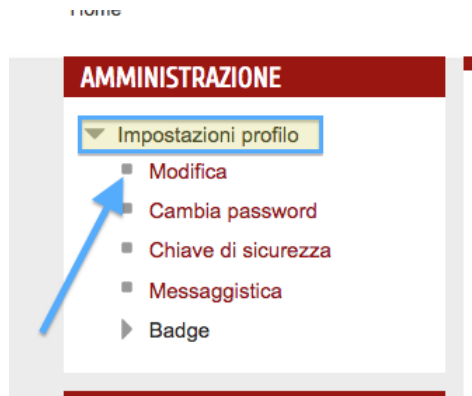 Home
AMMINISTRAZIONE
Impostazioni profilo
Modifica
Cambia password
Chiave di sicurezza
Messaggistica
Badge